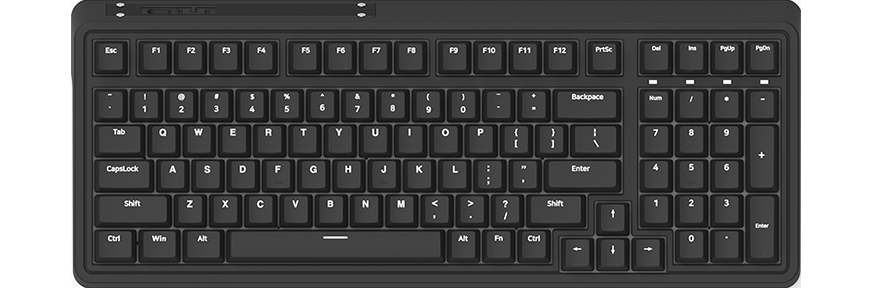 Esc F1 F2 F3 F4 F5 F6 F7 F8 F9 F10 F11 F12 PrtSc Del Ins PgUp PgDn
~ ! @ # $ % ^ & * ( ) _ + Backpace Num / * -
` 1 2 3 4 5 6 7 8 9 0 - =
Tab Q W E R T Y U I O P { } | 7 8 9 +
[ ] \
CapsLock A S D F G H J K L : " Enter 4 5 6
; '
Shift Z X C V B N M < > ? Shift ↑ 1 2 3 Enter
, . /
Ctrl Win Alt Alt Fn Ctrl ← ↓ → 0 .